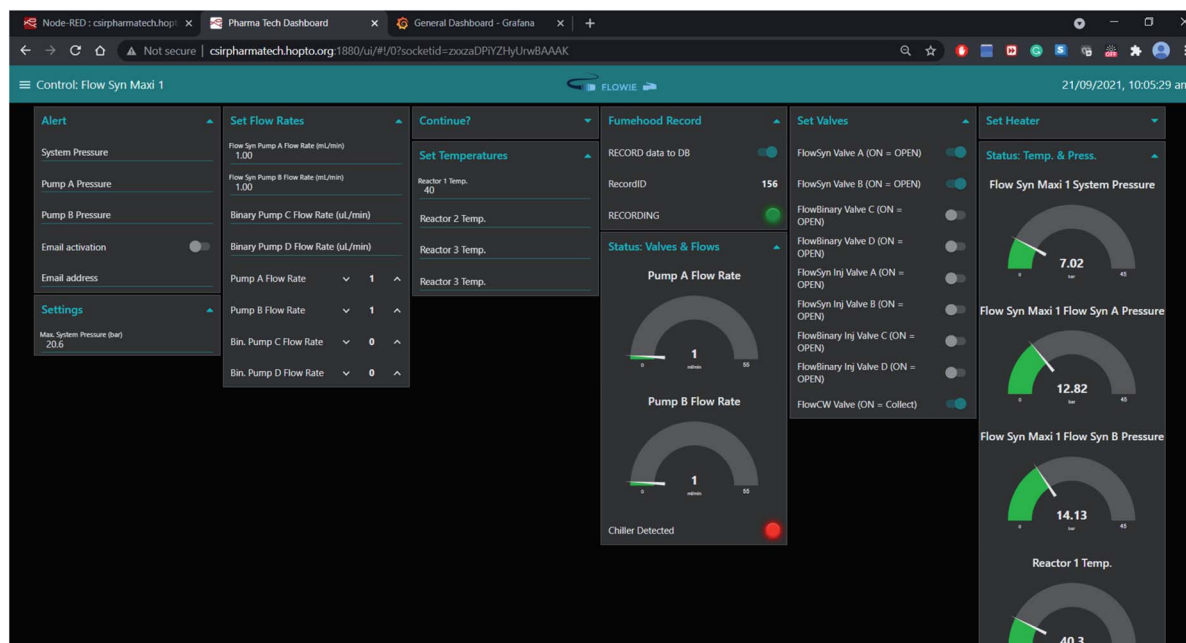 Node-RED : csirpharmatech.hopt
Pharma Tech Dashboard
General Dashboard - Grafana
Not secure | csirpharmatech.hopto.org:1880/ui/#!/0?socketid=zxxzaDPiYZHyUrwBAAAK
Control: Flow Syn Maxi 1
FLOWIE
21/09/2021, 10:05:29 am
Alert
System Pressure
Pump A Pressure
Pump B Pressure
Email activation
Email address
Settings
Max. System Pressure (bar)
20.6
Set Flow Rates
Flow Syn Pump A Flow Rate (mL/min)
1.00
Flow Syn Pump B Flow Rate (mL/min)
1.00
Binary Pump C Flow Rate (uL/min)
Binary Pump D Flow Rate (uL/min)
Pump A Flow Rate 1
Pump B Flow Rate 1
Bin. Pump C Flow Rate 0
Bin. Pump D Flow Rate 0
Continue?
Set Temperatures
Reactor 1 Temp.
40
Reactor 2 Temp.
Reactor 3 Temp.
Reactor 3 Temp.
Fumehood Record
RECORD data to DB
RecordID 156
RECORDING
Status: Valves & Flows
Pump A Flow Rate
1
0 ml/min 55
Pump B Flow Rate
1
0 ml/min 55
Chiller Detected
Set Valves
FlowSyn Valve A (ON = OPEN)
FlowSyn Valve B (ON = OPEN)
FlowBinary Valve C (ON =
OPEN)
FlowBinary Valve D (ON =
OPEN)
FlowSyn Inj Valve A (ON =
OPEN)
FlowSyn Inj Valve B (ON =
OPEN)
FlowBinary Inj Valve C (ON =
OPEN)
FlowBinary Inj Valve D (ON =
OPEN)
FlowCW Valve (ON = Collect)
Set Heater
Status: Temp. & Press.
Flow Syn Maxi 1 System Pressure
7.02
0 bar 45
Flow Syn Maxi 1 Flow Syn A Pressure
12.82
0 bar 45
Flow Syn Maxi 1 Flow Syn B Pressure
14.13
0 bar 45
Reactor 1 Temp.
40.3